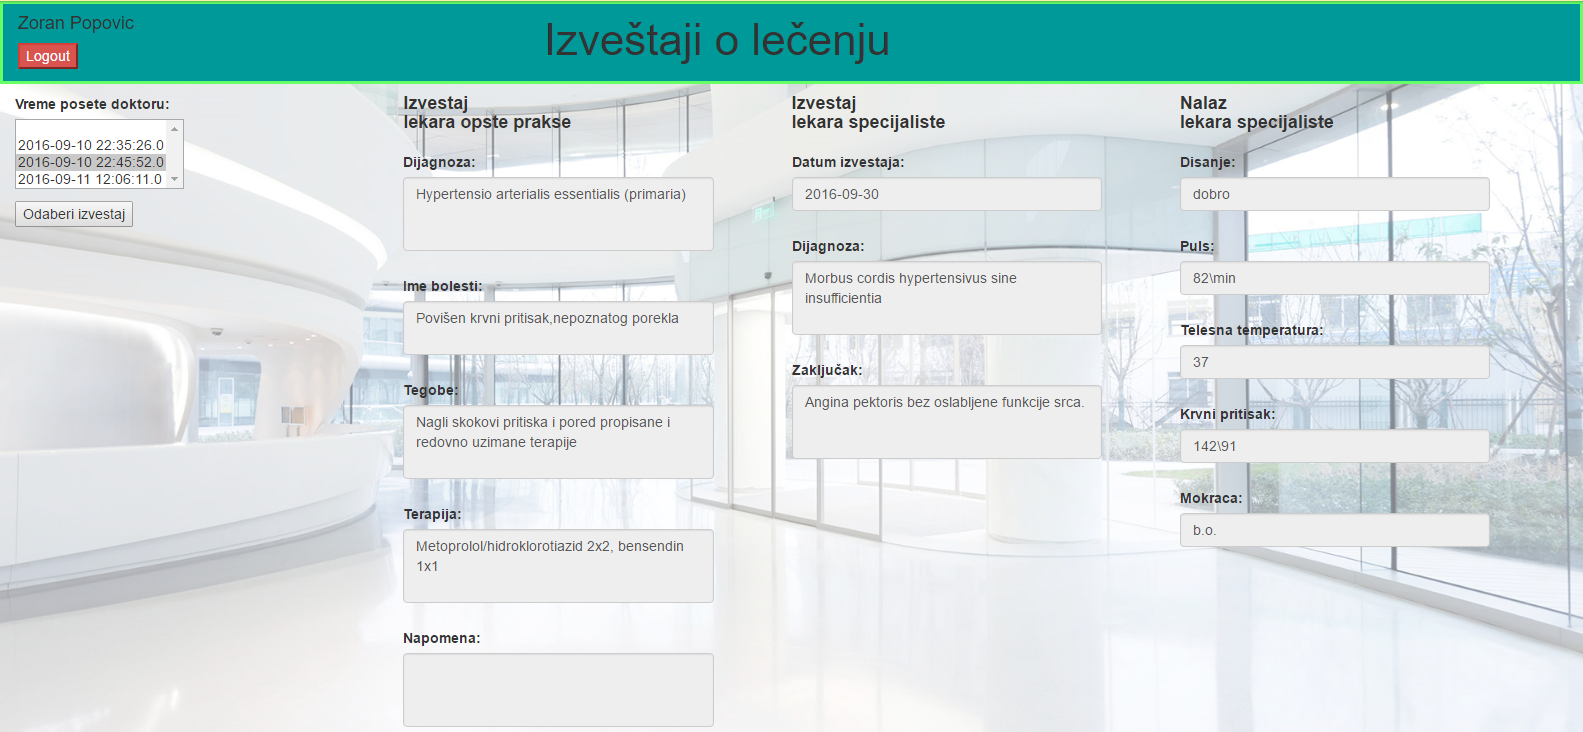 Zoran Popovic
Logout
Izveštaji o lečenju
Vreme posete doktoru:
2016-09-10 22:35:26.0
2016-09-10 22:45:52.0
2016-09-11 12:06:11.0
Odaberi izvestaj
Izvestaj
lekara opste prakse
Dijagnoza:
Hypertensio arterialis essentialis (primaria)
Ime bolesti:
Povišen krvni pritisak,nepoznatog porekla
Tegobe:
Nagli skokovi pritiska i pored propisane i
redovno uzimane terapije
Terapija:
Metoprolol/hidroklorotiazid 2x2, bensendin
1x1
Napomena:
Izvestaj
lekara specijaliste
Datum izvestaja:
2016-09-30
Dijagnoza:
Morbus cordis hypertensivus sine
insufficientia
Zaključak:
Angina pektoris bez oslabljene funkcije srca.
Nalaz
lekara specijaliste
Disanje:
dobro
Puls:
82\min
Telesna temperatura:
37
Krvni pritisak:
142\91
Mokraca:
b.o.